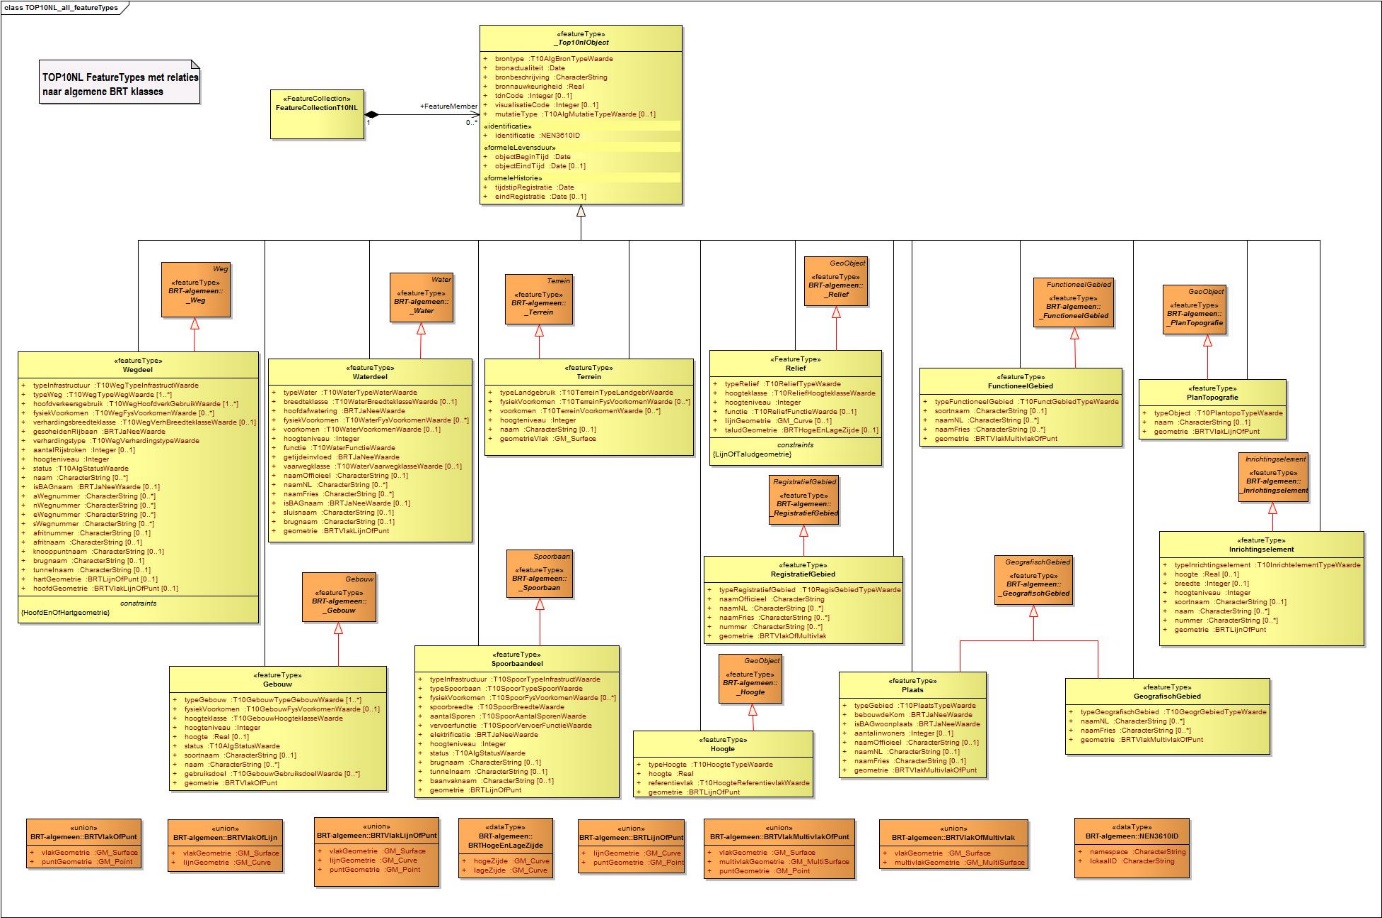 class TOP10NL_all_featureTypes
TOP10NL FeatureTypes met relaties
naar algemene BRT klasses
«FeatureCollection»
FeatureCollectionT10NL
1
+FeatureMember
0..*
«featureType»
_Top10nlObject
+ brontype :T10AlgBronTypeWaarde
+ bronactualiteit :Date
+ bronbeschrijving :CharacterString
+ bronnauwkeurigheid :Real
+ tdnCode :Integer [0..1]
+ visualisatieCode :Integer [0..1]
+ mutatieType :T10AlgMutatieTypeWaarde [0..1]
«identificatie»
+ identificatie :NEN3610ID
«formeleLevensduur»
+ objectBeginTijd :Date
+ objectEindTijd :Date [0..1]
«formeleHistorie»
+ tijdstipRegistratie :Date
+ eindRegistratie :Date [0..1]
Weg
«featureType»
BRT-algemeen::
_Weg
Water
«featureType»
BRT-algemeen::
_Water
Terrein
«featureType»
BRT-algemeen::
_Terrein
GeoObject
«featureType»
BRT-algemeen::
_Relief
FunctioneelGebied
«featureType»
BRT-algemeen::
_FunctioneelGebied
GeoObject
«featureType»
BRT-algemeen::
_PlanTopografie
«featureType»
Wegdeel
+ typeInfrastructuur :T10WegTypeInfrastructWaarde
+ typeWeg :T10WegTypeWegWaarde [1..*]
+ hoofdverkeersgebruik :T10WegHoofdverkGebruikWaarde [1..*]
+ fysiekVoorkomen :T10WegFysVoorkomenWaarde [0..*]
+ verhardingsbreedteklasse :T10WegVerhBreedteklasseWaarde [0..1]
+ gescheidenRijbaan :BRTJaNeeWaarde
+ verhardingstype :T10WegVerhardingstypeWaarde
+ aantalRijstroken :Integer [0..1]
+ hoogteniveau :Integer
+ status :T10AlgStatusWaarde
+ naam :CharacterString [0..*]
+ isBAGnaam :BRTJaNeeWaarde [0..1]
+ aWegnummer :CharacterString [0..*]
+ nWegnummer :CharacterString [0..*]
+ eWegnummer :CharacterString [0..*]
+ sWegnummer :CharacterString [0..*]
+ afritnummer :CharacterString [0..1]
+ afritnaam :CharacterString [0..1]
+ knooppuntnaam :CharacterString [0..1]
+ brugnaam :CharacterString [0..1]
+ tunnelnaam :CharacterString [0..1]
+ hartGeometrie :BRTLijnOfPunt [0..1]
+ hoofdGeometrie :BRTVlakLijnOfPunt [0..1]
constraints
{HoofdEnOfHartgeometrie}
«featureType»
Waterdeel
+ typeWater :T10WaterTypeWaterWaarde
+ breedteklasse :T10WaterBreedteklasseWaarde [0..1]
+ hoofdafwatering :BRTJaNeeWaarde
+ fysiekVoorkomen :T10WaterFysVoorkomenWaarde [0..*]
+ voorkomen :T10WaterVoorkomenWaarde [0..1]
+ hoogteniveau :Integer
+ functie :T10WaterFunctieWaarde
+ getijdeinvloed :BRTJaNeeWaarde
+ vaarwegklasse :T10WaterVaarwegklasseWaarde [0..1]
+ naamOfficieel :CharacterString [0..1]
+ naamNL :CharacterString [0..*]
+ naamFries :CharacterString [0..*]
+ isBAGnaam :BRTJaNeeWaarde [0..1]
+ sluisnaam :CharacterString [0..1]
+ brugnaam :CharacterString [0..1]
+ geometrie :BRTVlakLijnOfPunt
«featureType»
Terrein
+ typeLandgebruik :T10TerreinTypeLandgebrWaarde
+ fysiekVoorkomen :T10TerreinFysVoorkomenWaarde [0..*]
+ voorkomen :T10TerreinVoorkomenWaarde [0..*]
+ hoogteniveau :Integer
+ naam :CharacterString [0..*]
+ geometrieVlak :GM_Surface
«FeatureType»
Relief
+ typeRelief :T10ReliefTypeWaarde
+ hoogteklasse :T10ReliefHoogteklasseWaarde
+ hoogteniveau :Integer
+ functie :T10ReliefFunctieWaarde [0..1]
+ lijnGeometrie :GM_Curve [0..1]
+ taludGeometrie :BRTHogeEnLageZijde [0..1]
constraints
{LijnOfTaludgeometrie}
«featureType»
FunctioneelGebied
+ typeFunctioneelGebied :T10FunctGebiedTypeWaarde
+ soortnaam :CharacterString [0..1]
+ naamNL :CharacterString [0..*]
+ naamFries :CharacterString [0..*]
+ geometrie :BRTVlakMultivlakOfPunt
«featureType»
PlanTopografie
+ typeObject :T10PlantopoTypeWaarde
+ naam :CharacterString [0..1]
+ geometrie :BRTVlakLijnOfPunt
Inrichtingselement
«featureType»
BRT-algemeen::
_Inrichtingselement
RegistratiefGebied
«featureType»
BRT-algemeen::
_RegistratiefGebied
«featureType»
Inrichtingselement
+ typeInrichtingselement :T10InrichtelementTypeWaarde
+ hoogte :Real [0..1]
+ breedte :Integer [0..1]
+ hoogteniveau :Integer
+ soortnaam :CharacterString [0..1]
+ naam :CharacterString [0..*]
+ nummer :CharacterString [0..*]
+ geometrie :BRTLijnOfPunt
Spoorbaan
«featureType»
BRT-algemeen::
_Spoorbaan
«featureType»
RegistratiefGebied
+ typeRegistratiefGebied :T10RegisGebiedTypeWaarde
+ naamOfficieel :CharacterString
+ naamNL :CharacterString [0..*]
+ naamFries :CharacterString [0..*]
+ nummer :CharacterString [0..1]
+ geometrie :BRTVlakOfMultivlak
GeografischGebied
«featureType»
BRT-algemeen::
_GeografischGebied
Gebouw
«featureType»
BRT-algemeen::
_Gebouw
«featureType»
Gebouw
+ typeGebouw :T10GebouwTypeGebouwWaarde [1..*]
+ fysiekVoorkomen :T10GebouwFysVoorkomenWaarde [0..1]
+ hoogteklasse :T10GebouwHoogteklasseWaarde
+ hoogteniveau :Integer
+ hoogte :Real [0..1]
+ status :T10AlgStatusWaarde
+ soortnaam :CharacterString [0..1]
+ naam :CharacterString [0..*]
+ gebruiksdoel :T10GebouwGebruiksdoelWaarde [0..*]
+ geometrie :BRTVlakOfPunt
«featureType»
Spoorbaandeel
+ typeInfrastructuur :T10SpoorTypeInfrastructWaarde
+ typeSpoorbaan :T10SpoorTypeSpoorWaarde
+ fysiekVoorkomen :T10SpoorFysVoorkomenWaarde [0..*]
+ spoorbreedte :T10SpoorBreedteWaarde
+ aantalSporen :T10SpoorAantalSporenWaarde
+ vervoerfunctie :T10SpoorVervoerFunctieWaarde
+ elektrificatie :BRTJaNeeWaarde
+ hoogteniveau :Integer
+ status :T10AlgStatusWaarde
+ brugnaam :CharacterString [0..1]
+ tunnelnaam :CharacterString [0..1]
+ baanvaknaam :CharacterString [0..1]
+ geometrie :BRTLijnOfPunt
GeoObject
«featureType»
BRT-algemeen::
_Hoogte
«featureType»
Hoogte
+ typeHoogte :T10HoogteTypeWaarde
+ hoogte :Real
+ referentievlak :T10HoogteReferentievlakWaarde
+ geometrie :BRTLijnOfPunt
«featureType»
Plaats
+ typeGebied :T10PlaatsTypeWaarde
+ bebouwdeKom :BRTJaNeeWaarde
+ isBAGwoonplaats :BRTJaNeeWaarde
+ aantalinwoners :Integer [0..1]
+ naamOfficieel :CharacterString [0..1]
+ naamNL :CharacterString [0..1]
+ naamFries :CharacterString [0..1]
+ geometrie :BRTVlakMultivlakOfPunt
«featureType»
GeografischGebied
+ typeGeografischGebied :T10GeogrGebiedTypeWaarde
+ naamNL :CharacterString [0..*]
+ naamFries :CharacterString [0..*]
+ geometrie :BRTVlakMultivlakOfPunt
«union»
BRT-algemeen::BRTVlakOfPunt
+ vlakGeometrie :GM_Surface
+ puntGeometrie :GM_Point
«union»
BRT-algemeen::BRTVlakOfLijn
+ vlakGeometrie :GM_Surface
+ lijnGeometrie :GM_Curve
«union»
BRT-algemeen::BRTVlakLijnOfPunt
+ vlakGeometrie :GM_Surface
+ lijnGeometrie :GM_Curve
+ puntGeometrie :GM_Point
«dataType»
BRT-algemeen::
BRTHogeEnLageZijde
+ hogeZijde :GM_Curve
+ lageZijde :GM_Curve
«union»
BRT-algemeen::BRTLijnOfPunt
+ lijnGeometrie :GM_Curve
+ puntGeometrie :GM_Point
«union»
BRT-algemeen::BRTVlakMultivlakOfPunt
+ vlakGeometrie :GM_Surface
+ multivlakGeometrie :GM_MultiSurface
+ puntGeometrie :GM_Point
«union»
BRT-algemeen::BRTVlakOfMultivlak
+ vlakGeometrie :GM_Surface
+ multivlakGeometrie :GM_MultiSurface
«dataType»
BRT-algemeen::NEN3610ID
+ namespace :CharacterString
+ lokaalID :CharacterString